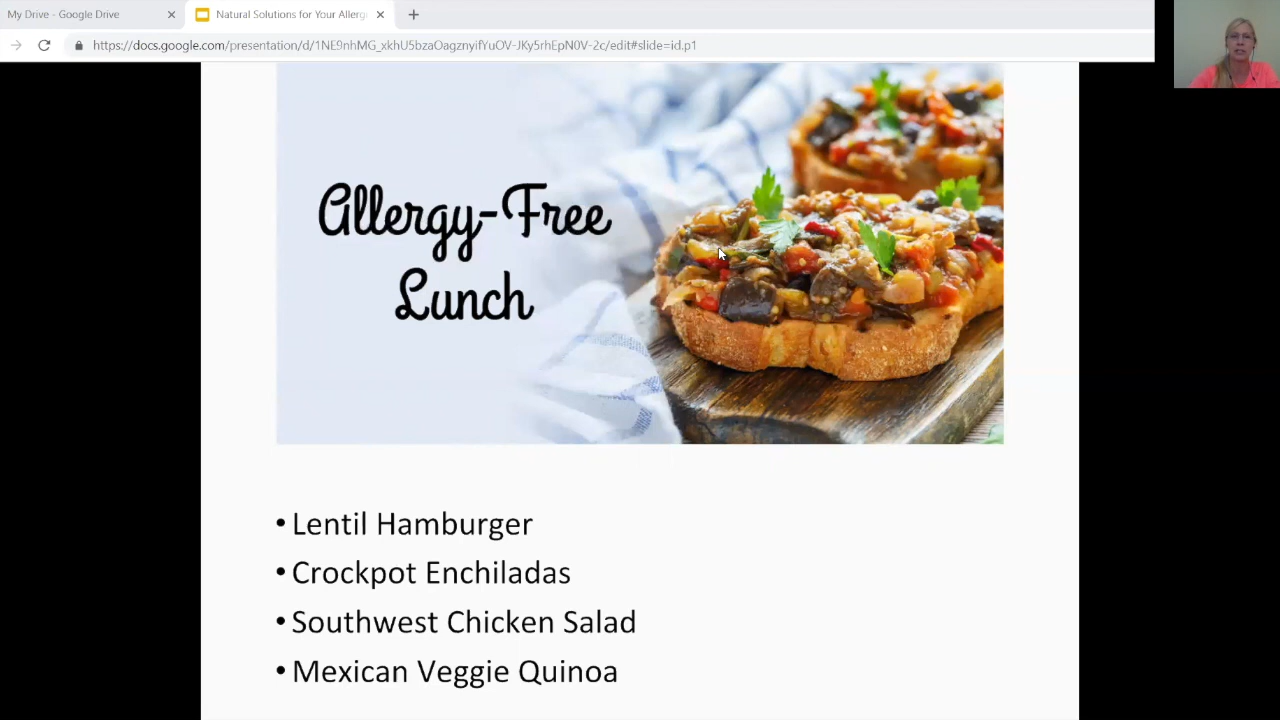 My Drive - Google Drive
Natural Solutions for Your Allerg
https://docs.google.com/presentation/d/1NE9nhMG_xkhU5bzaOagznyifYuOV-JKy5rhEpN0V-2c/edit#slide=id.p1
Allergy-Free
Lunch
• Lentil Hamburger
• Crockpot Enchiladas
• Southwest Chicken Salad
• Mexican Veggie Quinoa